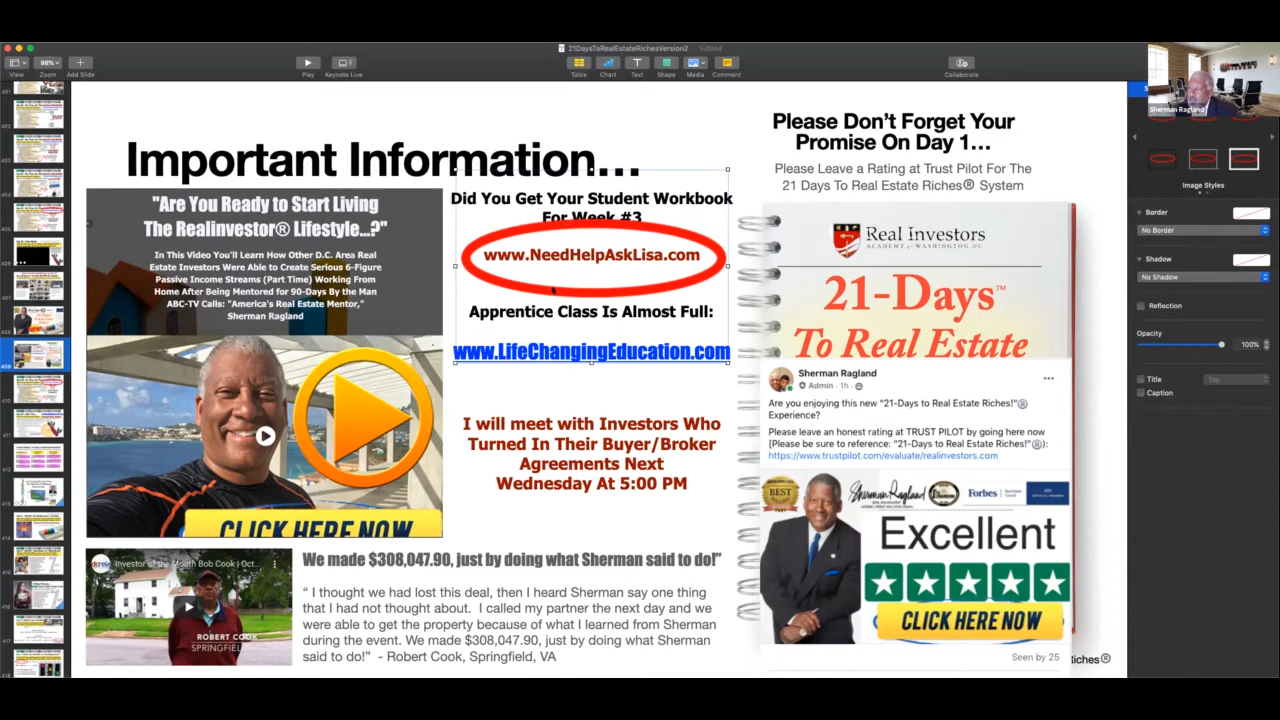 21DaysToRealEstateRichesVersion2
Edited
View
Zoom
Add Slide
98%
Play
Keynote Live
Table
Chart
Text
Shape
Media
Comment
Collaborate
Sherman Ragland
Important Information...
"Are You Ready to Start Living
The Realinvestor® Lifestyle...?"
In This Video You'll Learn How Other D.C. Area Real
Estate Investors Were Able to Create Serious 6-Figure
Passive Income Streams (Part Time) Working From
Home After Being Mentored for 90-Days By the Man
ABC-TV Calls: "America's Real Estate Mentor,"
Sherman Ragland
CLICK HERE NOW
Did You Get Your Student Workbook
For Week #3
www.NeedHelpAskLisa.com
Apprentice Class Is Almost Full:
www.LifeChangingEducation.com
I will meet with Investors Who
Turned In Their Buyer/Broker
Agreements Next
Wednesday At 5:00 PM
Investor of the Month Bob Cook | Oct...
ROBERT COOK
SPRINGFIELD
We made $308,047.90, just by doing what Sherman said to do!”
“ I thought we had lost this deal, then I heard Sherman say one thing
that I had not thought about. I called my partner the next day and we
were able to get the property because of what I learned from Sherman
during the event. We made $308,047.90, just by doing what Sherman
said to do!” - Robert Cook, Springfield, VA
Please Don’t Forget Your
Promise On Day 1...
Please Leave a Rating at Trust Pilot For The
21 Days To Real Estate Riches® System
Real Investors
ACADEMY of WASHINGTON, DC
21-Days™
To Real Estate
Sherman Ragland
Admin · 1h ·
Are you enjoying this new "21-Days to Real Estate Riches!"®
Experience?
Please leave an honest rating at TRUST PILOT by going here now
[Please be sure to reference: "21-Days to Real Estate Riches!"®):
https://www.trustpilot.com/evaluate/realinvestors.com
BEST
Sherman Ragland
Forbes
Excellent
CLICK HERE NOW
Seen by 25
Riches®
Image Styles
Border
No Border
Shadow
No Shadow
Reflection
Opacity
100%
Title
Top
Caption